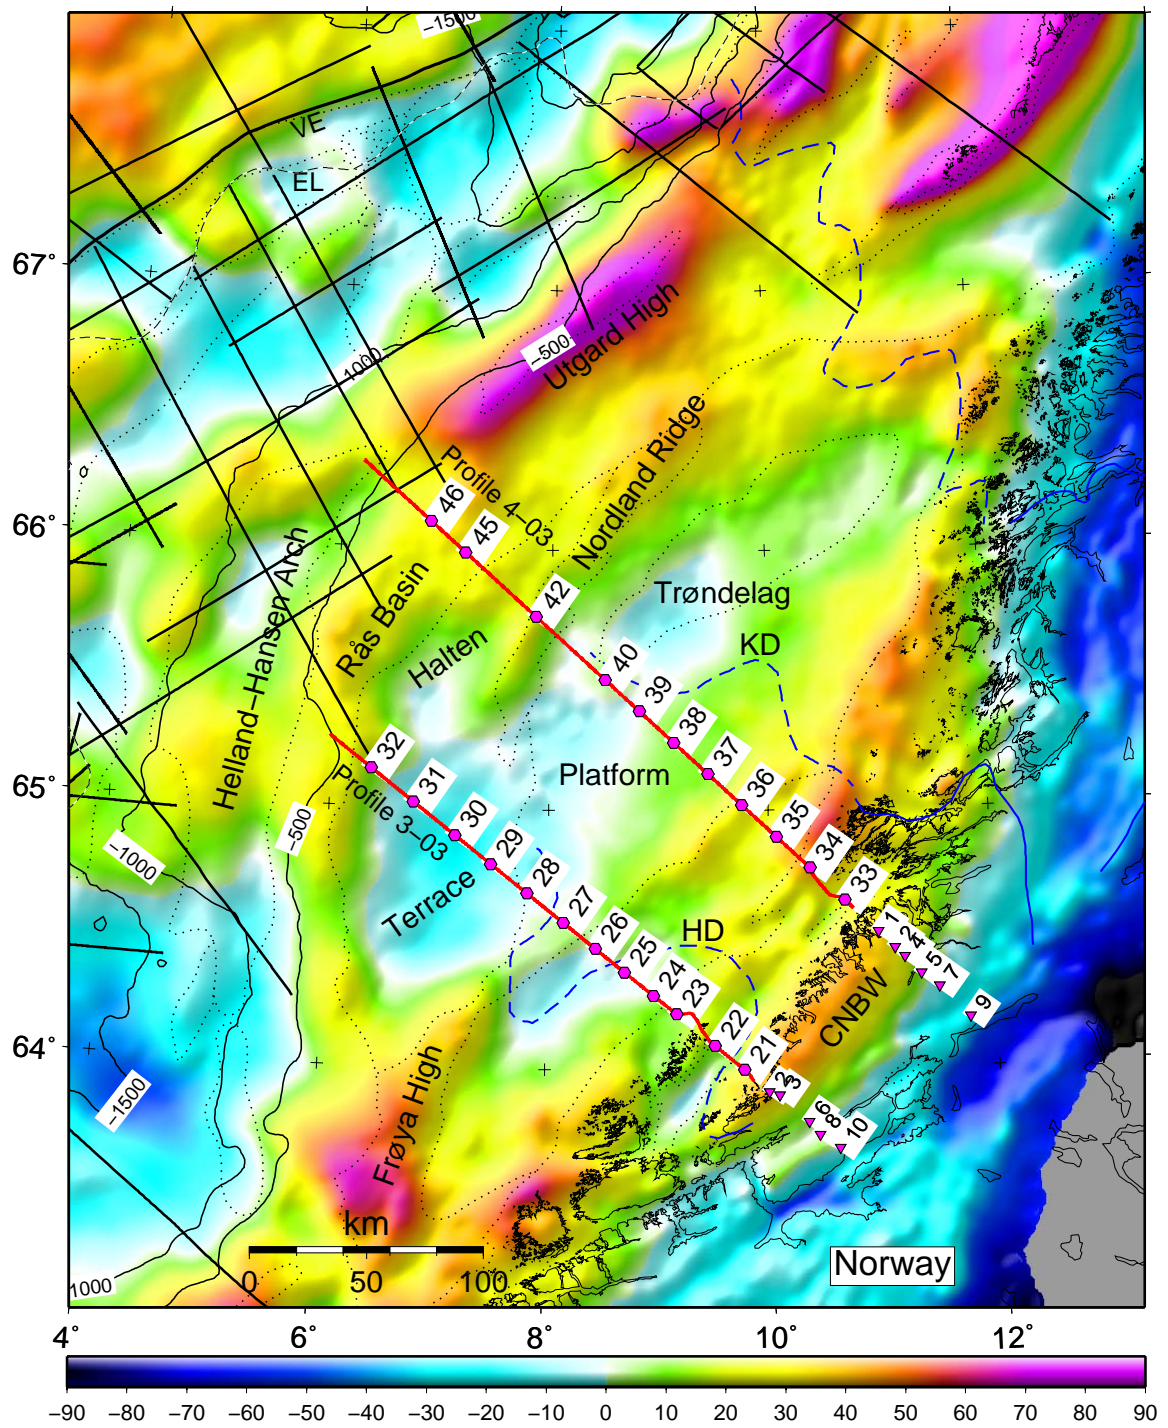 −1500
VE
EL
67°
Utgard High
−500
1000
Nordland Ridge
Profile 4−03
46
45
66°
Helland−Hansen Arch
Rås Basin
Halten
42
Trøndelag
KD
40
39
38
37
36
35
34
33
Platform
65°
32
31
30
29
28
27
26
25
24
23
22
21
Profile 3−03
−500
−1000
Terrace
HD
1
2
4
5
7
9
CNBW
64°
2
3
6
8
10
−1500
Frøya High
km
0
50
100
1000
Norway
4°
6°
8°
10°
12°
−90 −80 −70 −60 −50 −40 −30 −20 −10 0 10 20 30 40 50 60 70 80 90